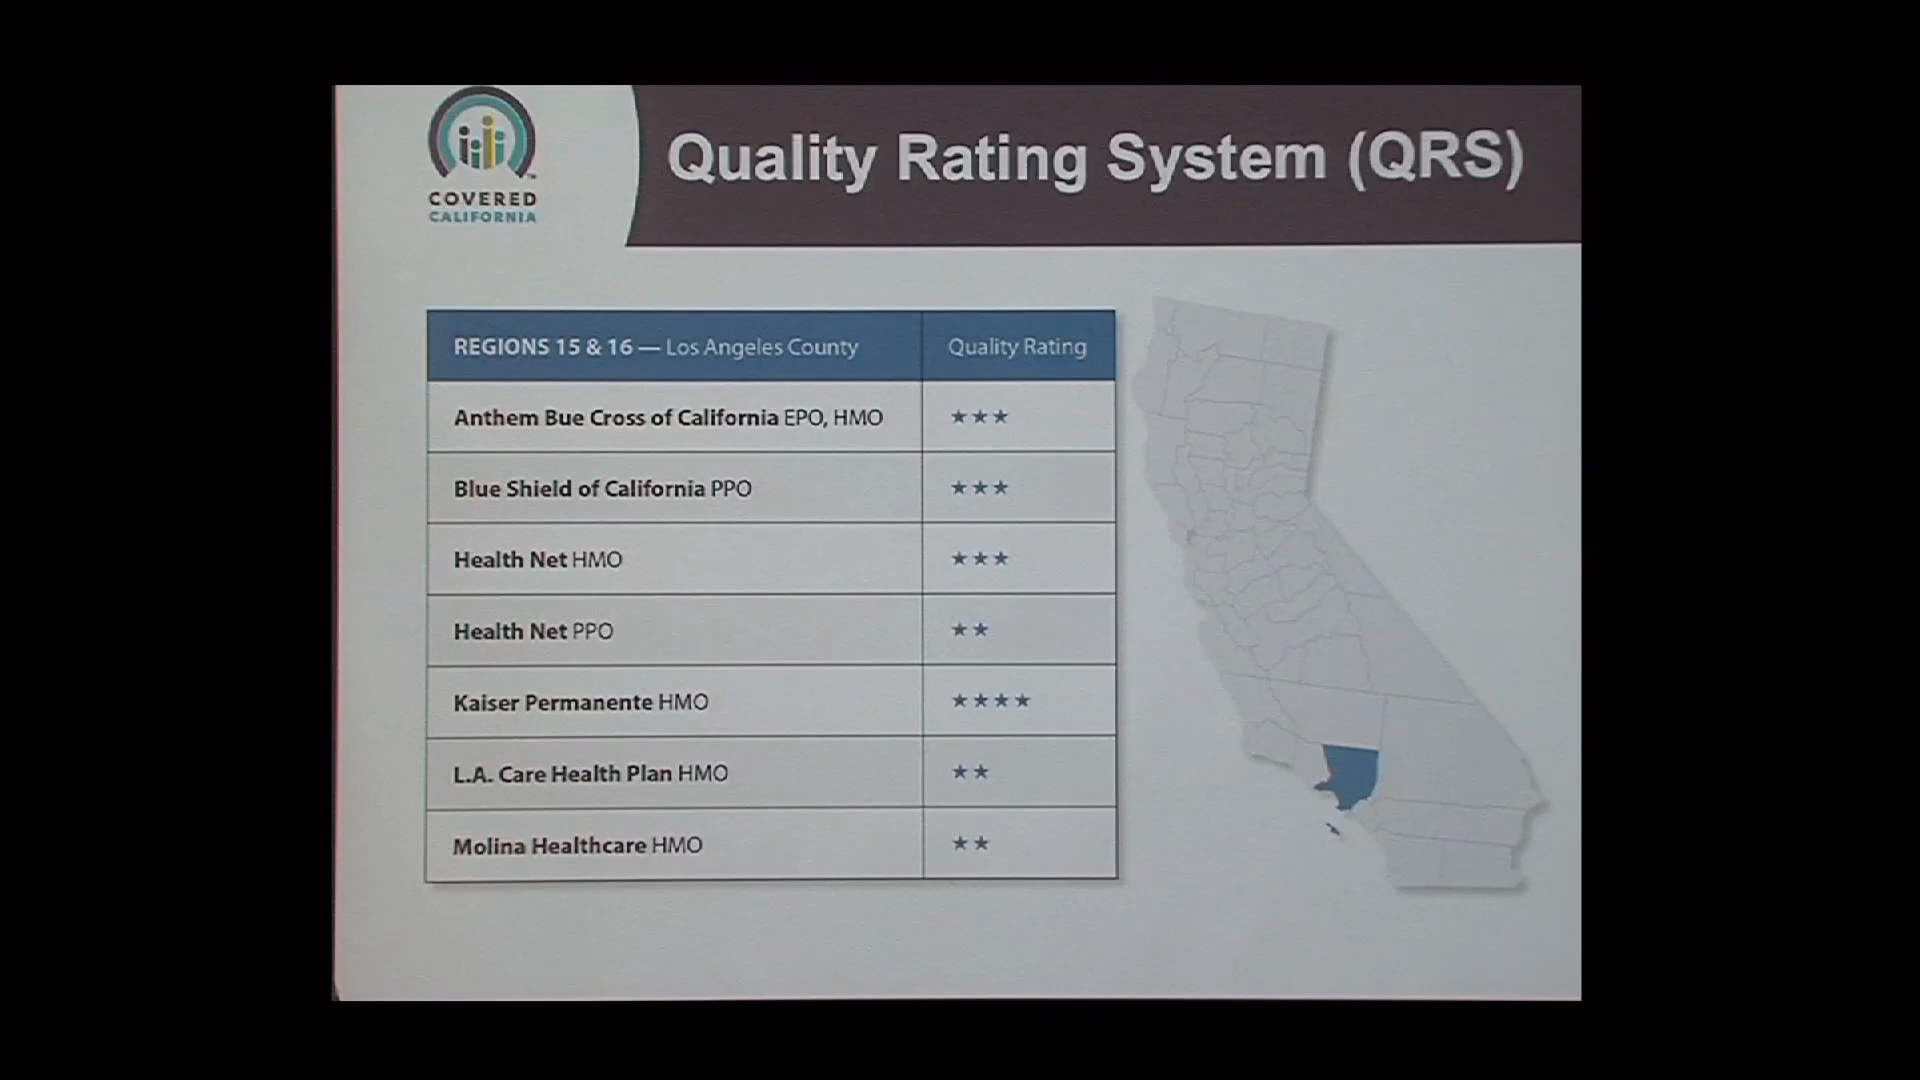 COVERED
CALIFORNIA
™
Quality Rating System (QRS)
REGIONS 15 & 16 — Los Angeles County Quality Rating
Anthem Bue Cross of California EPO, HMO ★★★
Blue Shield of California PPO ★★★
Health Net HMO ★★★
Health Net PPO ★★
Kaiser Permanente HMO ★★★★
L.A. Care Health Plan HMO ★★
Molina Healthcare HMO ★★